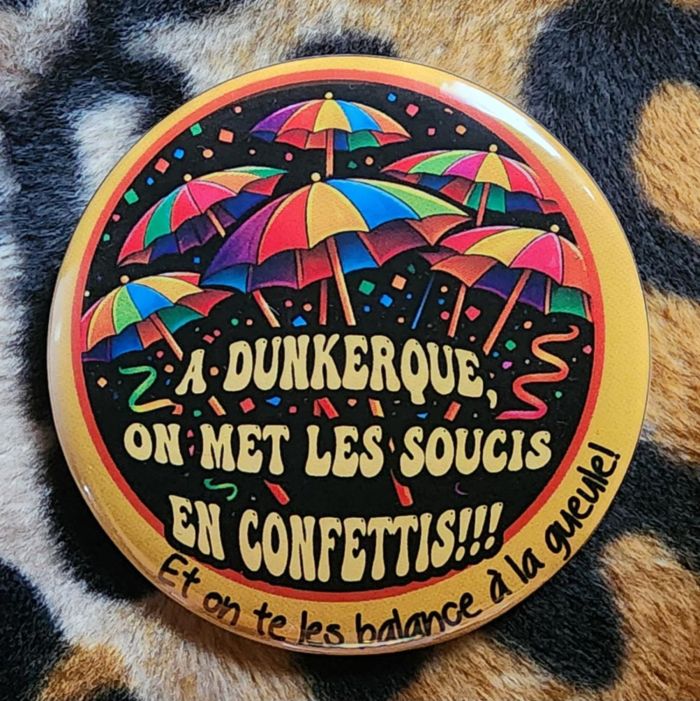 A DUNKERQUE,
ON MET LES SOUCIS
EN CONFETTIS!!!
Et on te les balance à la gueule!